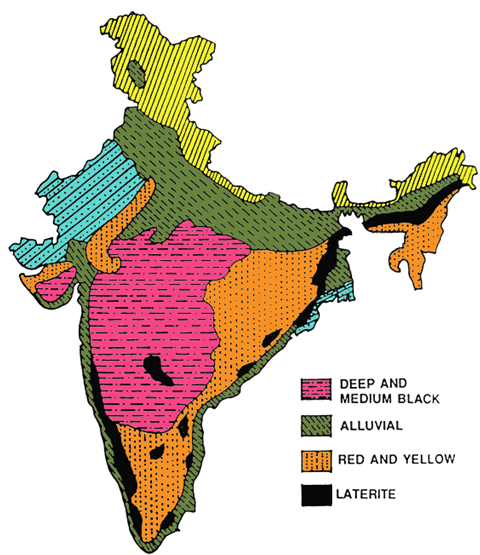 DEEP AND
MEDIUM BLACK
ALLUVIAL
RED AND YELLOW
LATERITE